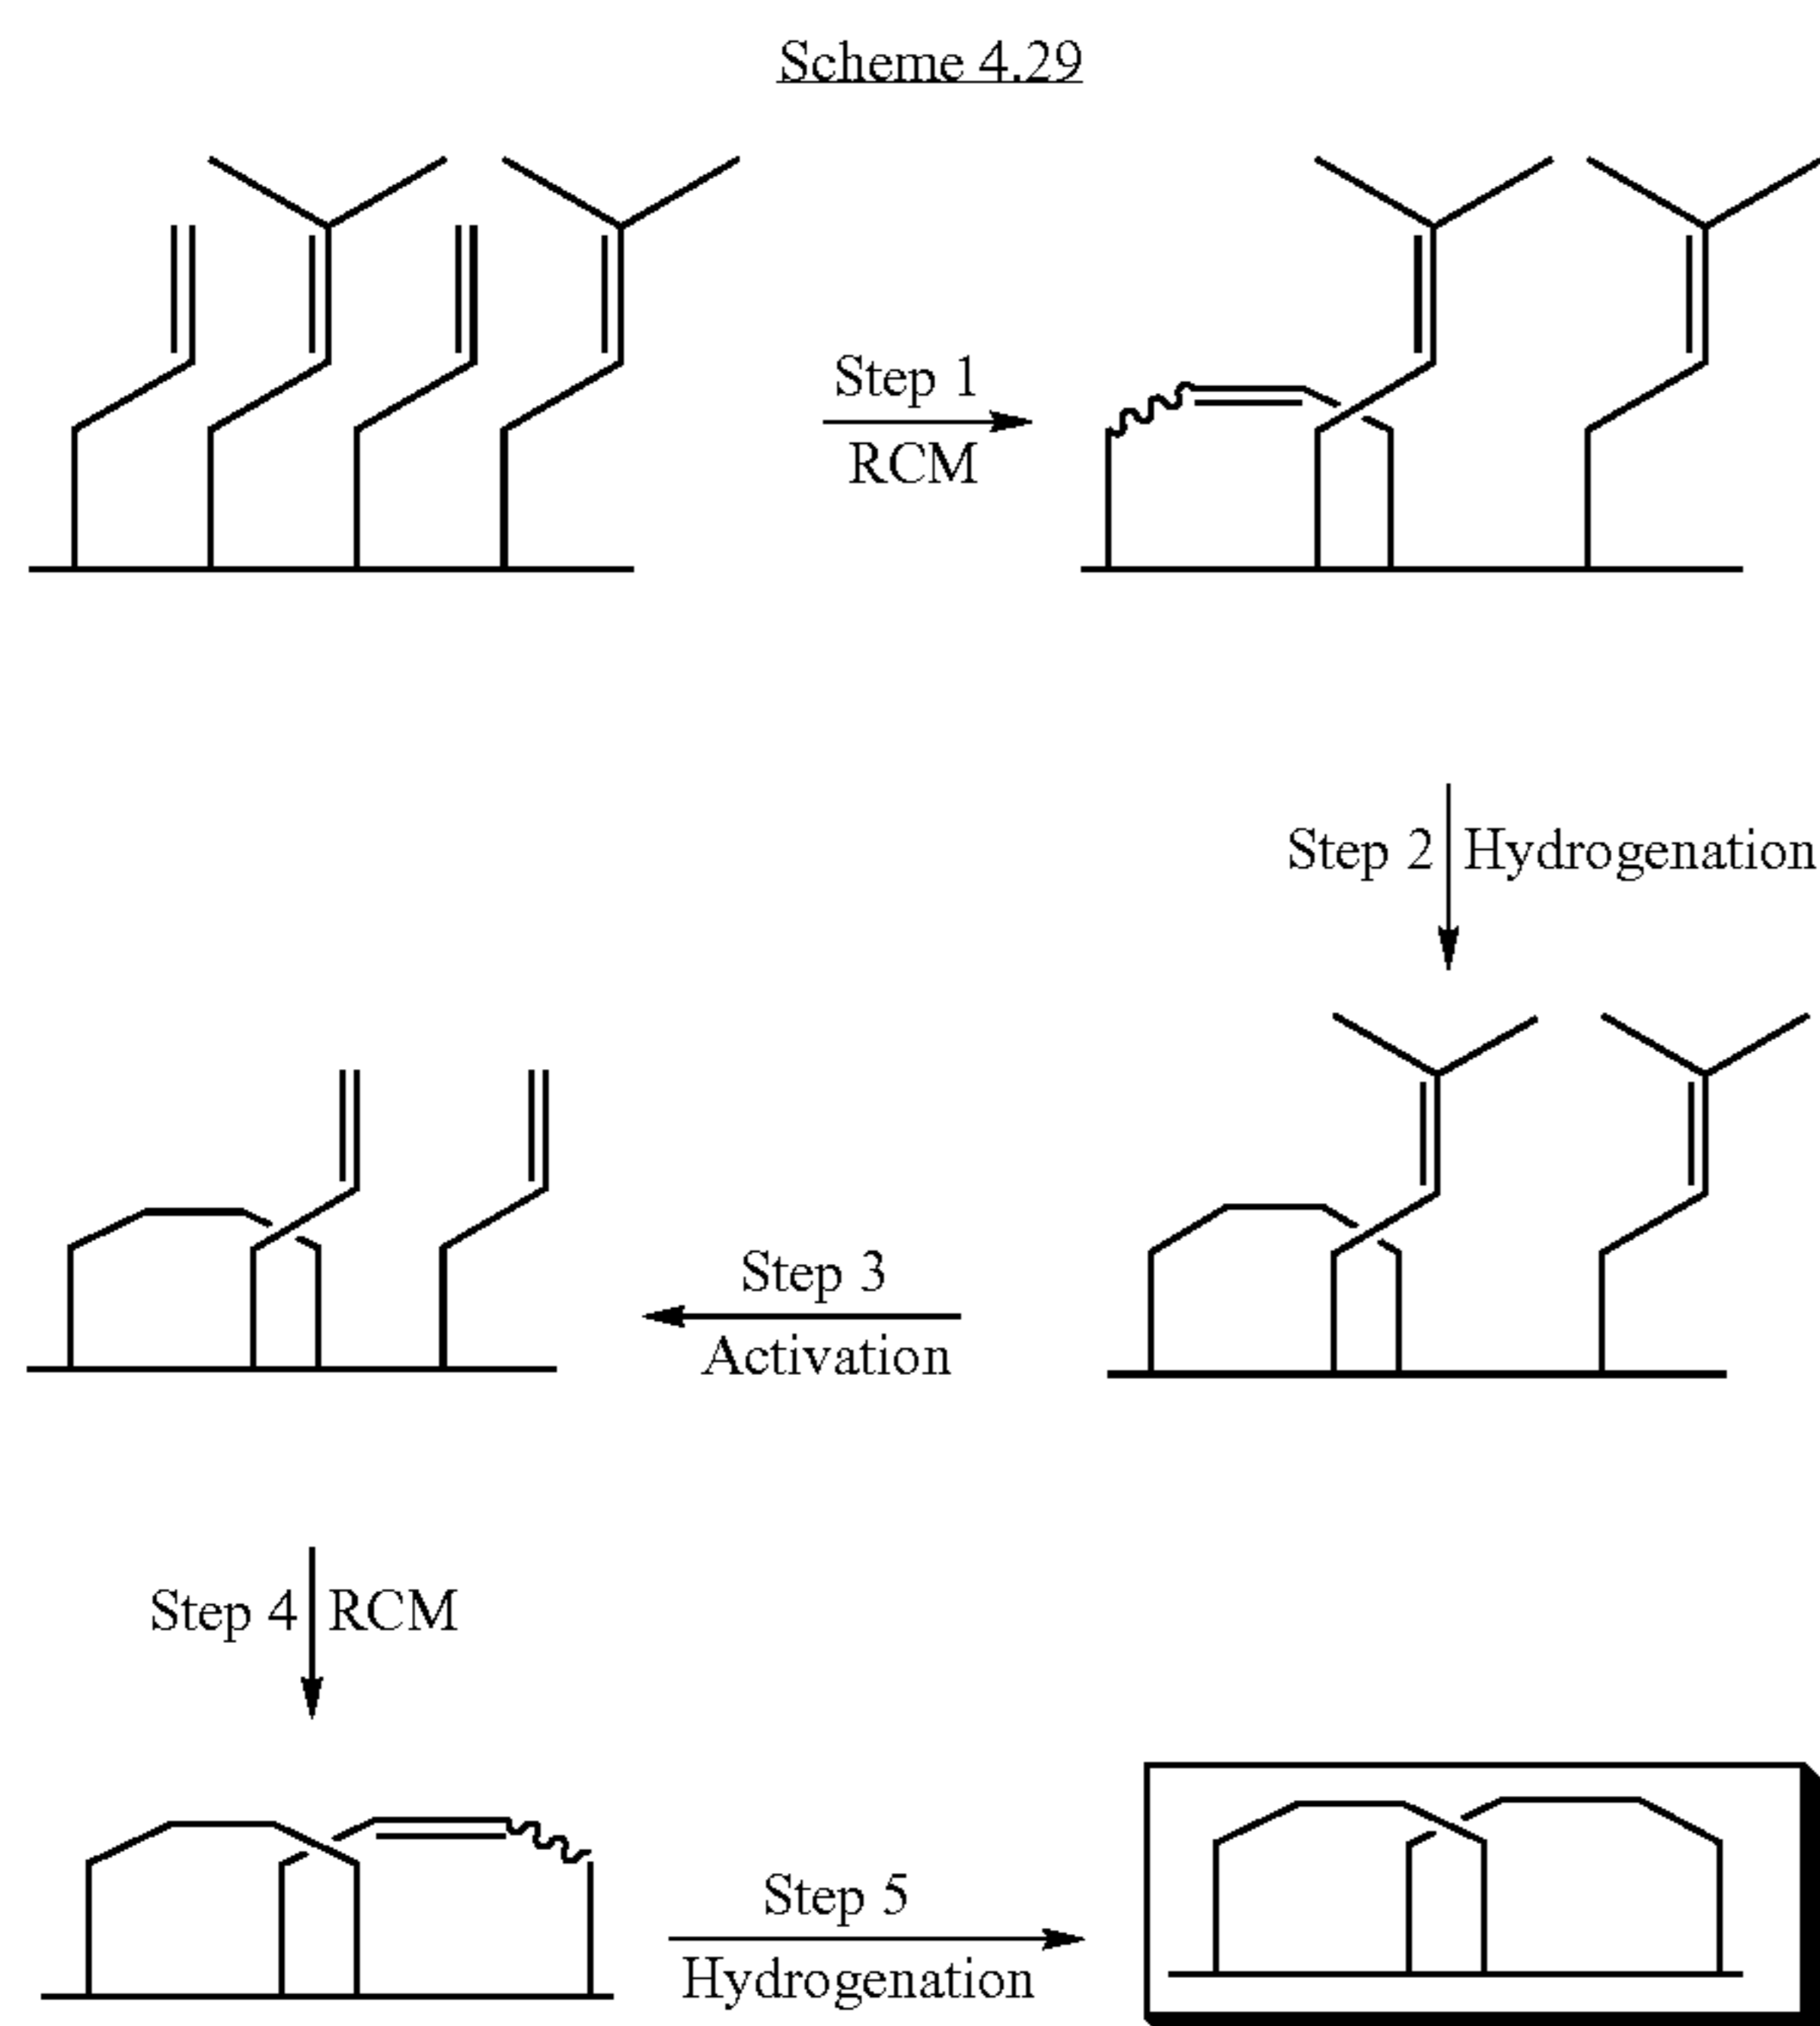 Scheme 4.29
Step 1
RCM
Step 2 Hydrogenation
Step 3
Activation
Step 4 RCM
Step 5
Hydrogenation